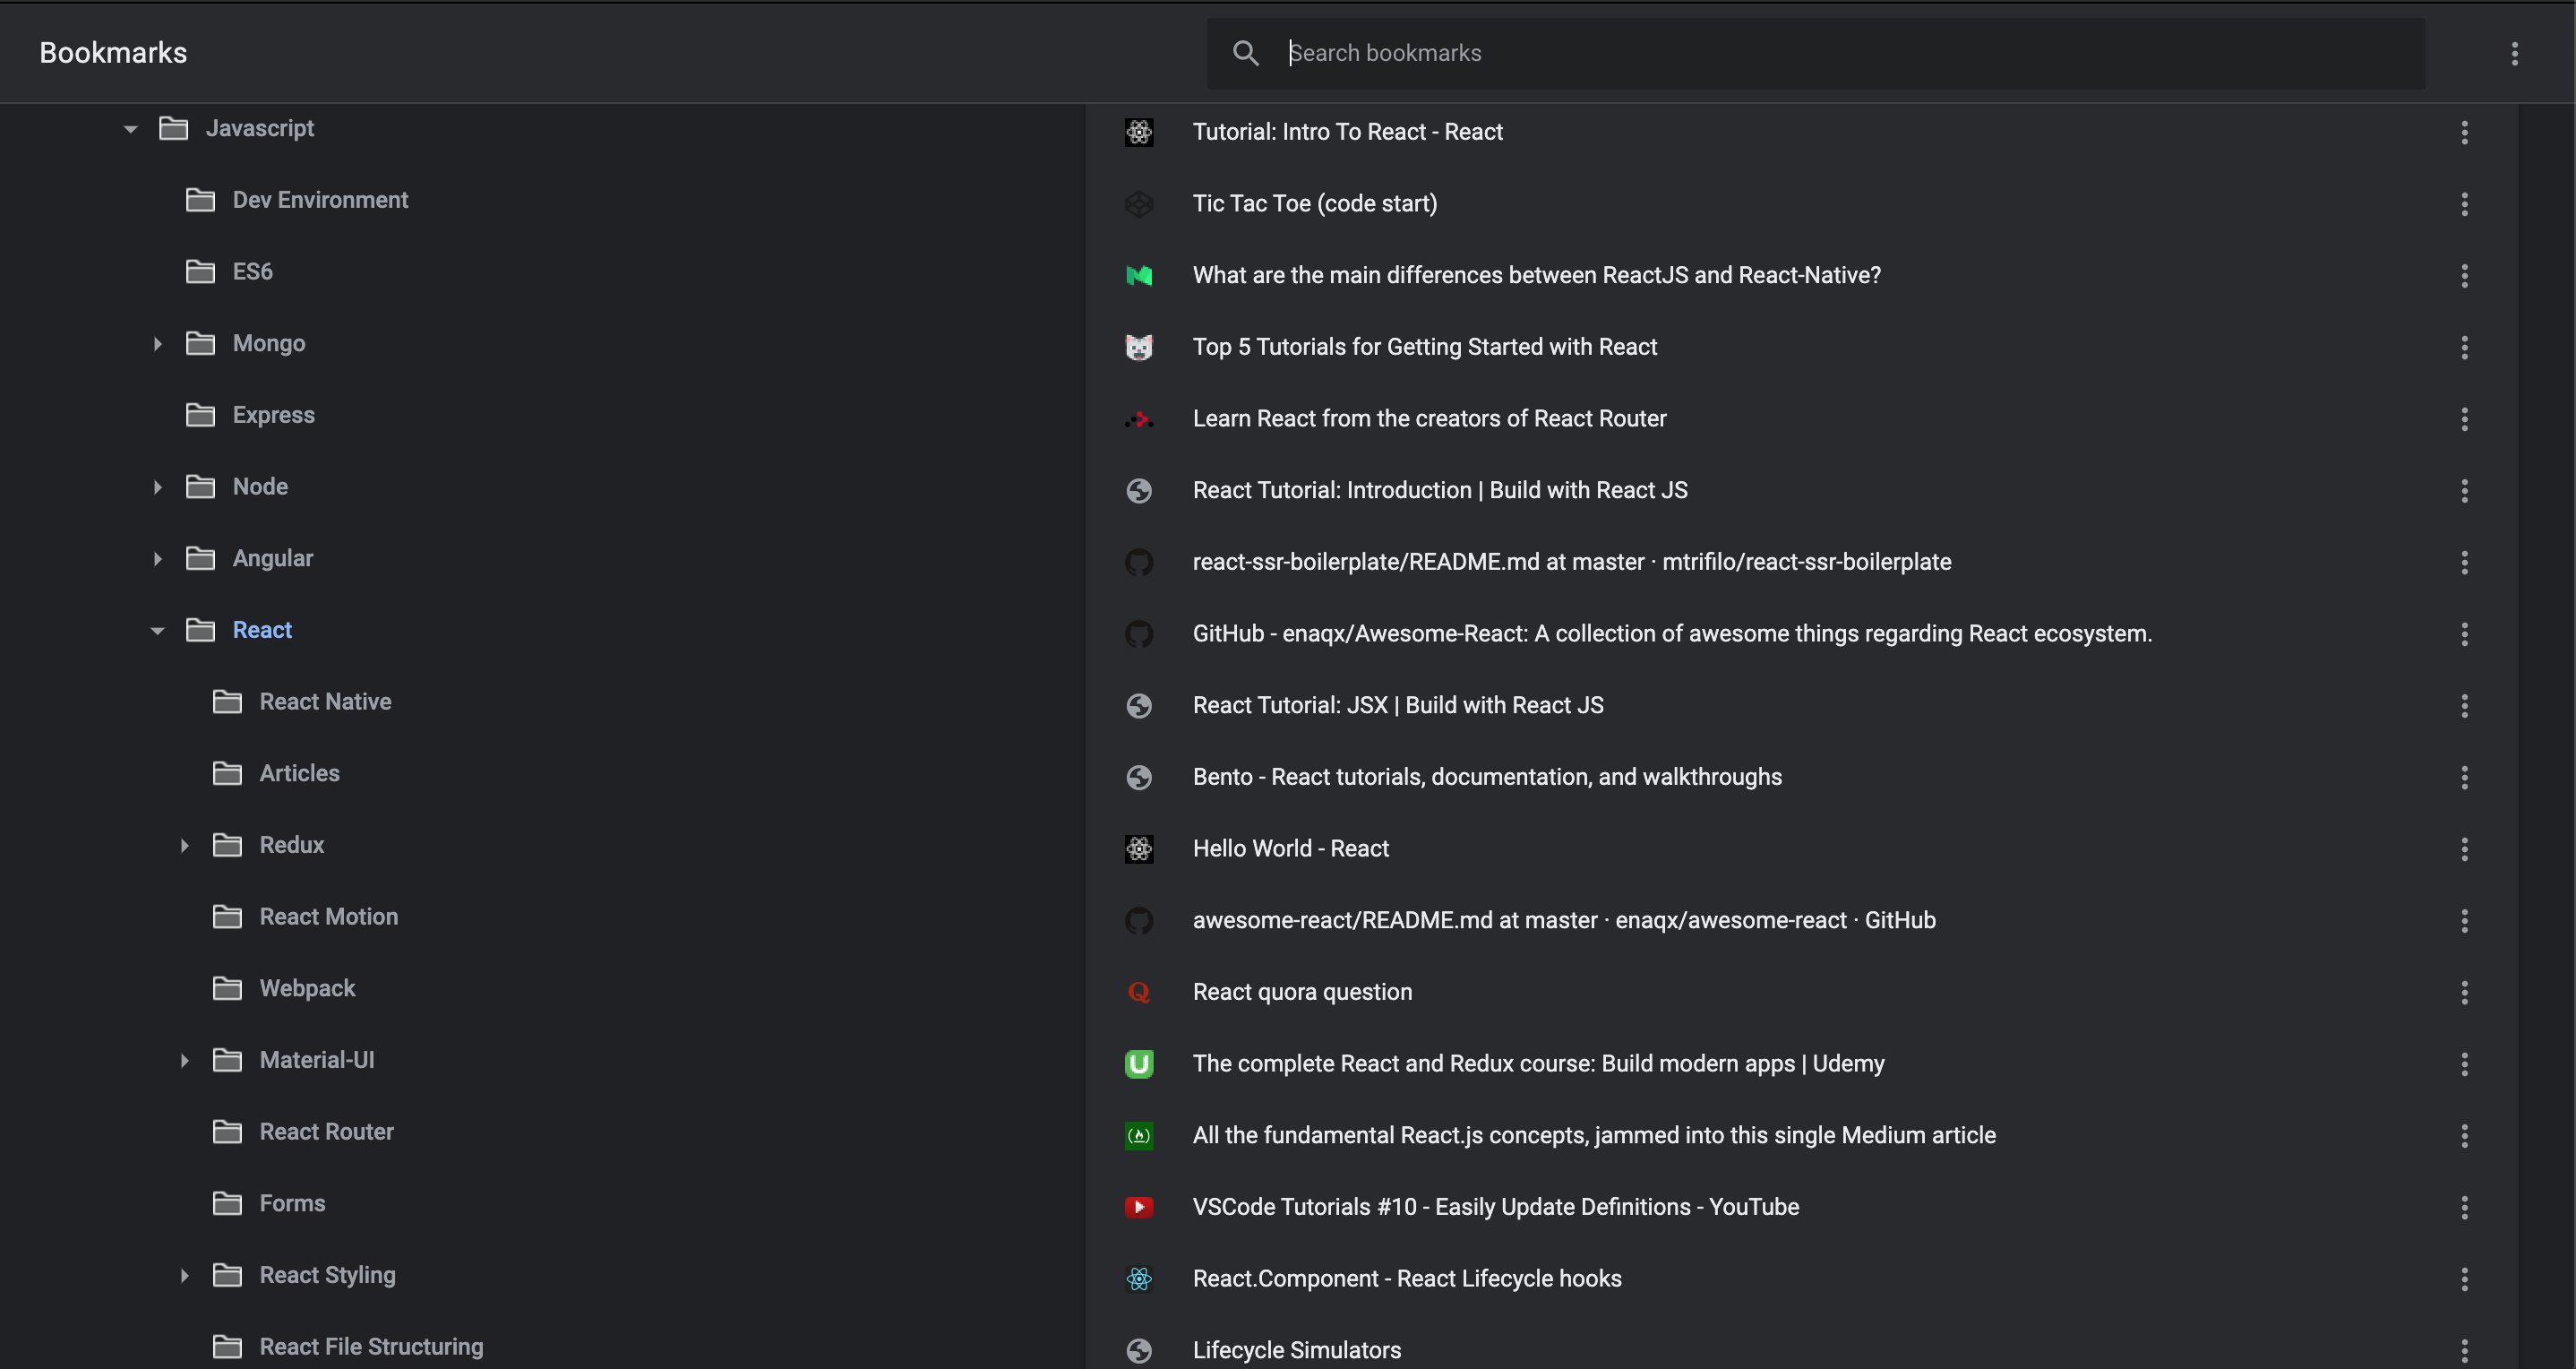 Bookmarks
Search bookmarks
Javascript
Dev Environment
ES6
Mongo
Express
Node
Angular
React
React Native
Articles
Redux
React Motion
Webpack
Material-UI
React Router
Forms
React Styling
React File Structuring
Tutorial: Intro To React - React
Tic Tac Toe (code start)
What are the main differences between ReactJS and React-Native?
Top 5 Tutorials for Getting Started with React
Learn React from the creators of React Router
React Tutorial: Introduction | Build with React JS
react-ssr-boilerplate/README.md at master · mtrifilo/react-ssr-boilerplate
GitHub - enaqx/Awesome-React: A collection of awesome things regarding React ecosystem.
React Tutorial: JSX | Build with React JS
Bento - React tutorials, documentation, and walkthroughs
Hello World - React
awesome-react/README.md at master · enaqx/awesome-react · GitHub
React quora question
The complete React and Redux course: Build modern apps | Udemy
All the fundamental React.js concepts, jammed into this single Medium article
VSCode Tutorials #10 - Easily Update Definitions - YouTube
React.Component - React Lifecycle hooks
Lifecycle Simulators